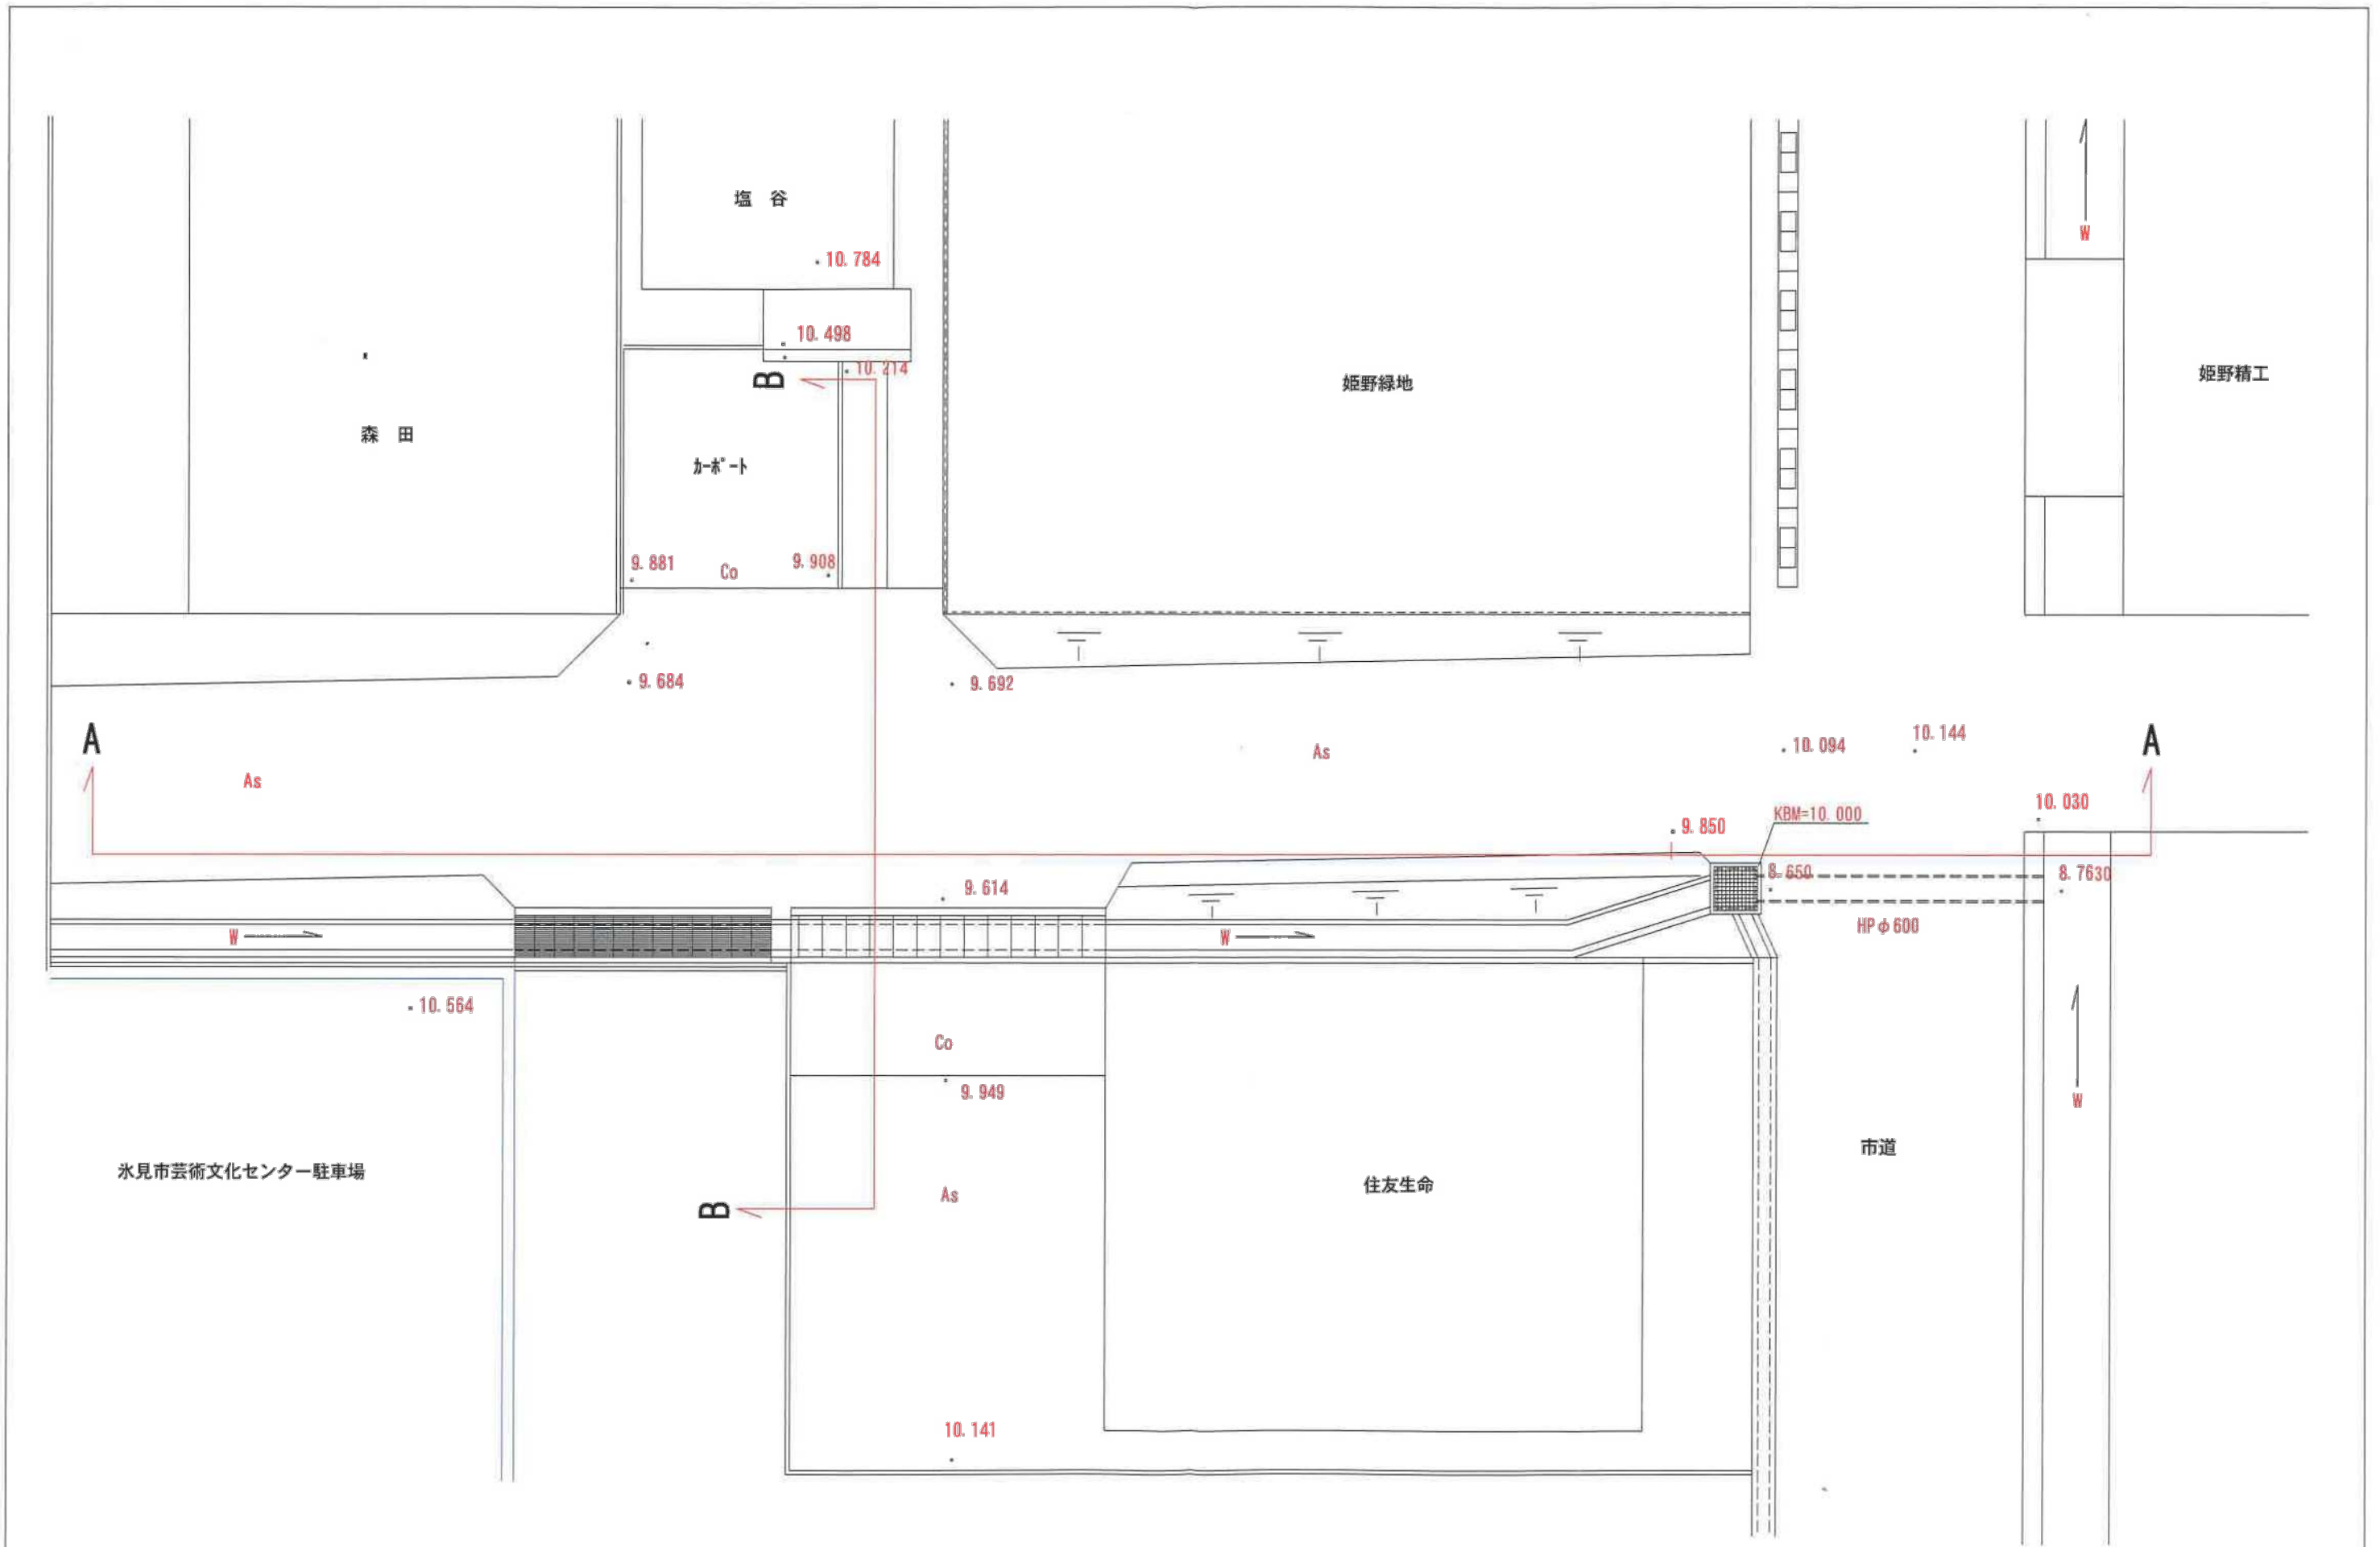 塩 谷
10.784
W
10.498
10.214
B
姫野緑地
姫野精工
森 田
カーポート
9.881
Co
9.908
9.684
9.692
A
As
As
10.094
10.144
A
10.030
KBM=10.000
9.850
8.650
8.7630
9.614
HPφ600
W
W
10.564
Co
9.949
W
市道
氷見市芸術文化センター駐車場
住友生命
As
B
10.141